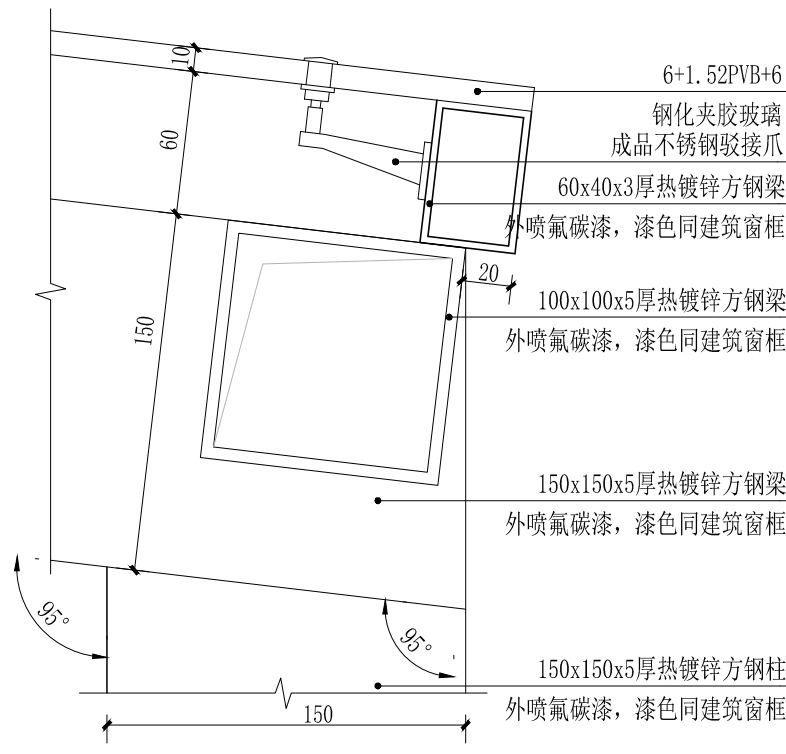 10
6+1.52PVB+6
钢化夹胶玻璃
成品不锈钢驳接爪
60
60x40x3厚热镀锌方钢梁
外喷氟碳漆，漆色同建筑窗框
20
100x100x5厚热镀锌方钢梁
外喷氟碳漆，漆色同建筑窗框
150
150x150x5厚热镀锌方钢梁
外喷氟碳漆，漆色同建筑窗框
95°
95°
150x150x5厚热镀锌方钢柱
外喷氟碳漆，漆色同建筑窗框
150